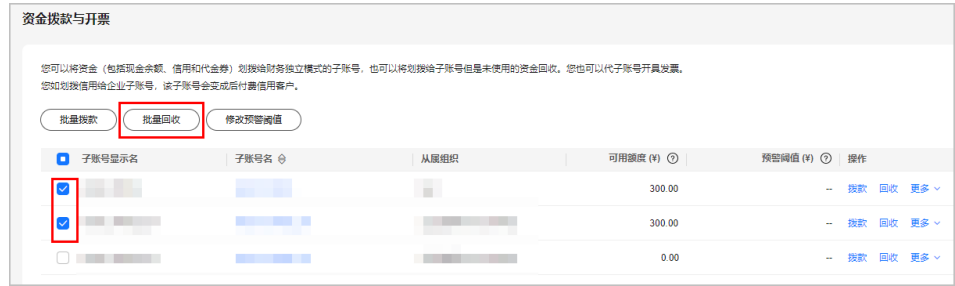 资金拨款与开票
您可以将资金（包括现金余额、信用和代金券）划拨给财务独立模式的子账号，也可以将划拨给子账号但是未使用的资金回收。您也可以代子账号开具发票。
您如划拨信用给企业子账号，该子账号会变成后付费信用客户。
批量拨款 批量回收 修改预警阈值
子账号显示名 子账号名 从属组织 可用额度 (¥) 预警阈值 (¥) 操作
300.00 -- 拨款 回收 更多
300.00 -- 拨款 回收 更多
0.00 -- 拨款 回收 更多